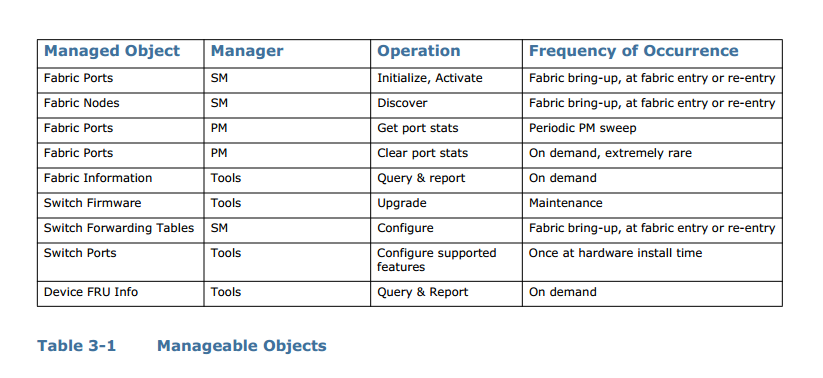 Managed Object Manager Operation Frequency of Occurrence
Fabric Ports SM Initialize, Activate Fabric bring-up, at fabric entry or re-entry
Fabric Nodes SM Discover Fabric bring-up, at fabric entry or re-entry
Fabric Ports PM Get port stats Periodic PM sweep
Fabric Ports PM Clear port stats On demand, extremely rare
Fabric Information Tools Query & report On demand
Switch Firmware Tools Upgrade Maintenance
Switch Forwarding Tables SM Configure Fabric bring-up, at fabric entry or re-entry
Switch Ports Tools Configure supported Once at hardware install time
features
Device FRU Info Tools Query & Report On demand
Table 3-1 Manageable Objects